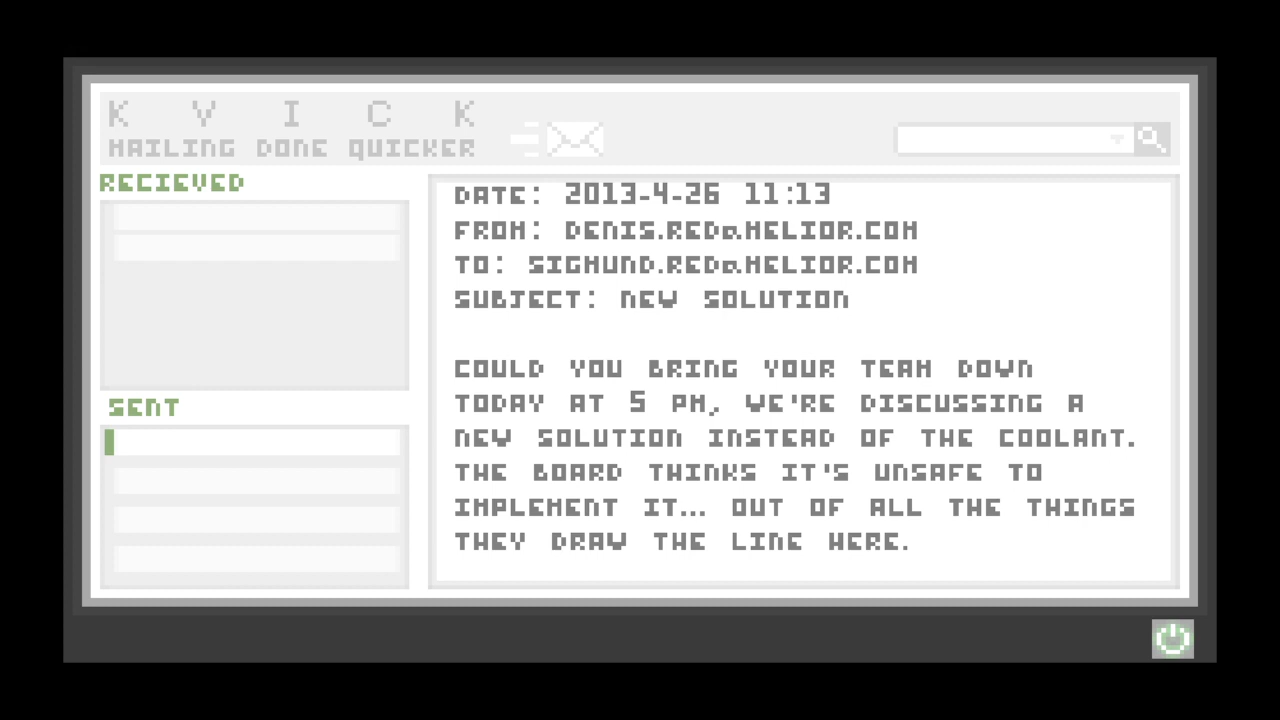 K V I C K
MAILING DONE QUICKER
RECIEVED
SENT
DATE: 2013-4-26 11:13
FROM: DENIS.RED@HELIOR.COM
TO: SIGMUND.RED@HELIOR.COM
SUBJECT: NEW SOLUTION
COULD YOU BRING YOUR TEAM DOWN
TODAY AT 5 PM, WE'RE DISCUSSING A
NEW SOLUTION INSTEAD OF THE COOLANT.
THE BOARD THINKS IT'S UNSAFE TO
IMPLEMENT IT... OUT OF ALL THE THINGS
THEY DRAW THE LINE HERE.